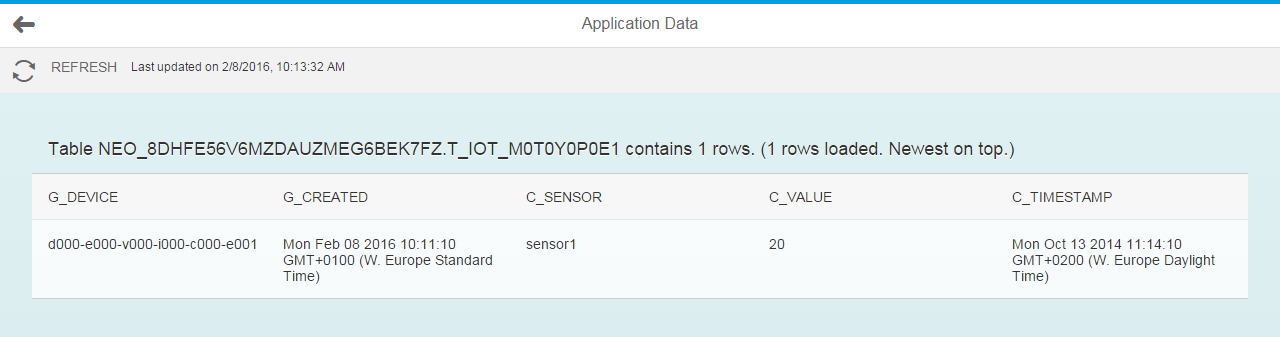 Application Data
REFRESH Last updated on 2/8/2016, 10:13:32 AM
Table NEO_8DHFE56V6MZDAUZMEG6BEK7FZ.T_IOT_M0T0Y0P0E1 contains 1 rows. (1 rows loaded. Newest on top.)
G_DEVICE G_CREATED C_SENSOR C_VALUE C_TIMESTAMP
d000-e000-v000-i000-c000-e001 Mon Feb 08 2016 10:11:10 sensor1 20 Mon Oct 13 2014 11:14:10
GMT+0100 (W. Europe Standard GMT+0200 (W. Europe Daylight
Time) Time)